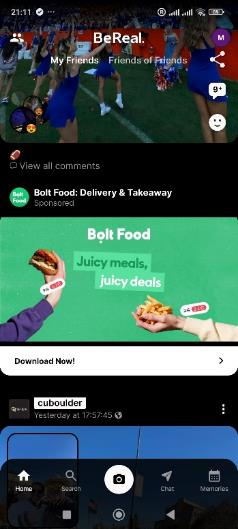 21:11
BeReal.
M
My Friends Friends of Friends
9+
View all comments
Bolt Food
Bolt Food: Delivery & Takeaway
Sponsored
Bolt Food
Juicy meals,
juicy deals
Download Now!
cuboulder
Yesterday at 17:57:45
Home
Search
Chat
Memories